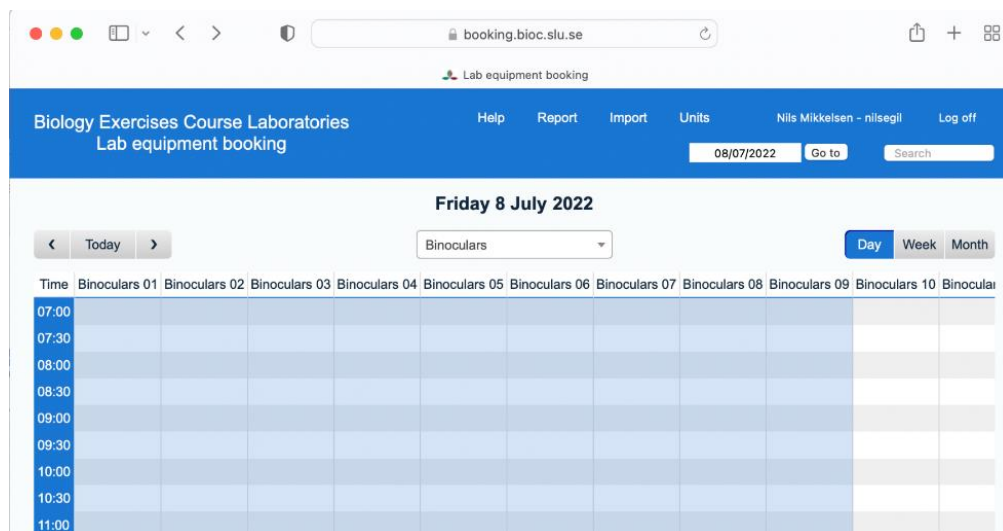 booking.bioc.slu.se
Lab equipment booking
Biology Exercises Course Laboratories
Lab equipment booking
Help Report Import Units Nils Mikkelsen - nilsegil Log off
08/07/2022 Go to Search
Friday 8 July 2022
Today Binoculars Day Week Month
Time Binoculars 01 Binoculars 02 Binoculars 03 Binoculars 04 Binoculars 05 Binoculars 06 Binoculars 07 Binoculars 08 Binoculars 09 Binoculars 10 Binocular
07:00
07:30
08:00
08:30
09:00
09:30
10:00
10:30
11:00